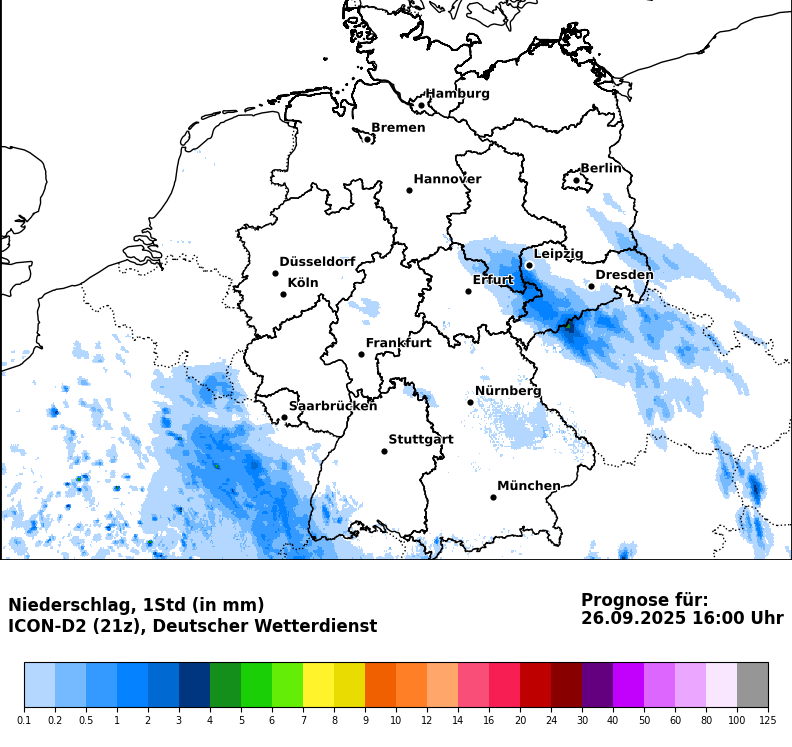 Hamburg
Bremen
Berlin
Hannover
Leipzig
Düsseldorf
Dresden
Köln
Erfurt
Frankfurt
Nürnberg
Saarbrücken
Stuttgart
München
Niederschlag, 1Std (in mm)
ICON-D2 (21z), Deutscher Wetterdienst
Prognose für:
26.09.2025 16:00 Uhr
0.1 0.2 0.5 1 2 3 4 5 6 7 8 9 10 12 14 16 20 24 30 40 50 60 80 100 125